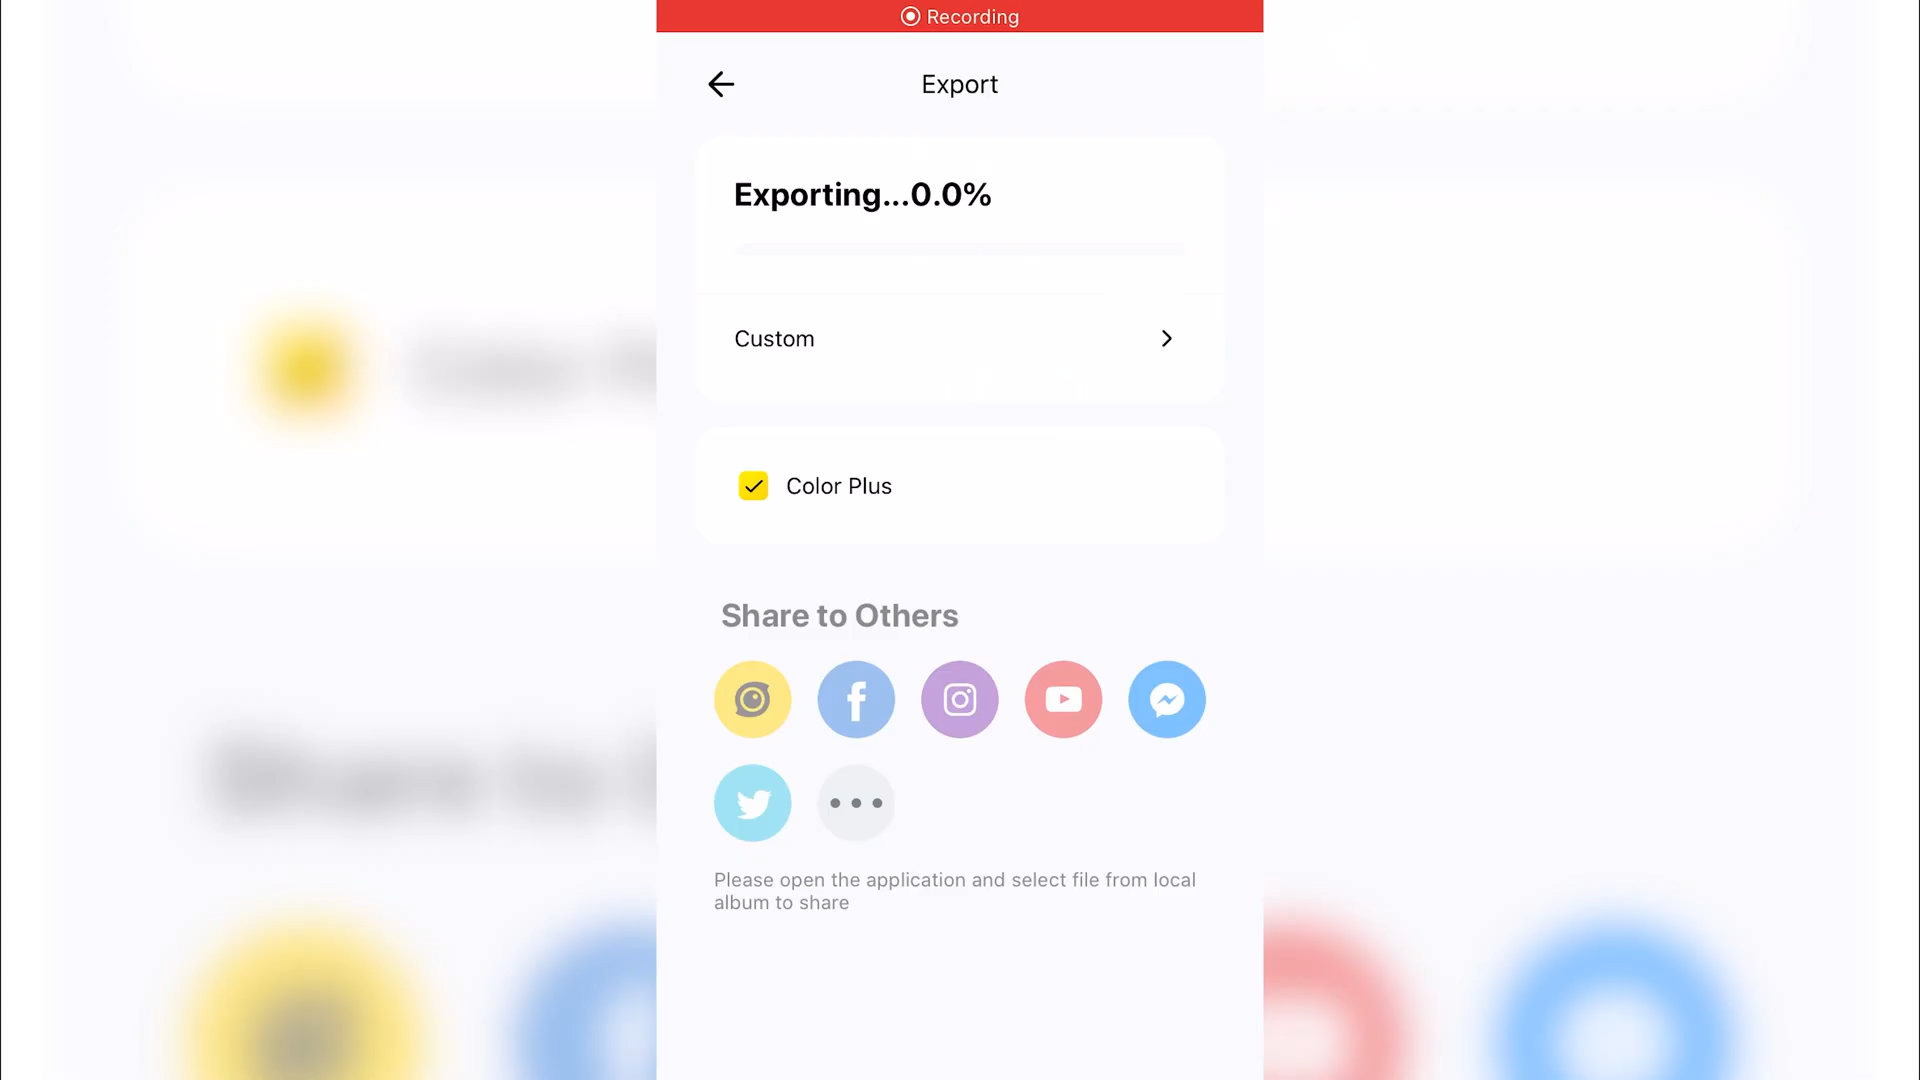 Recording
Export
Exporting...0.0%
Custom
Color Plus
Share to Others
Please open the application and select file from local
album to share